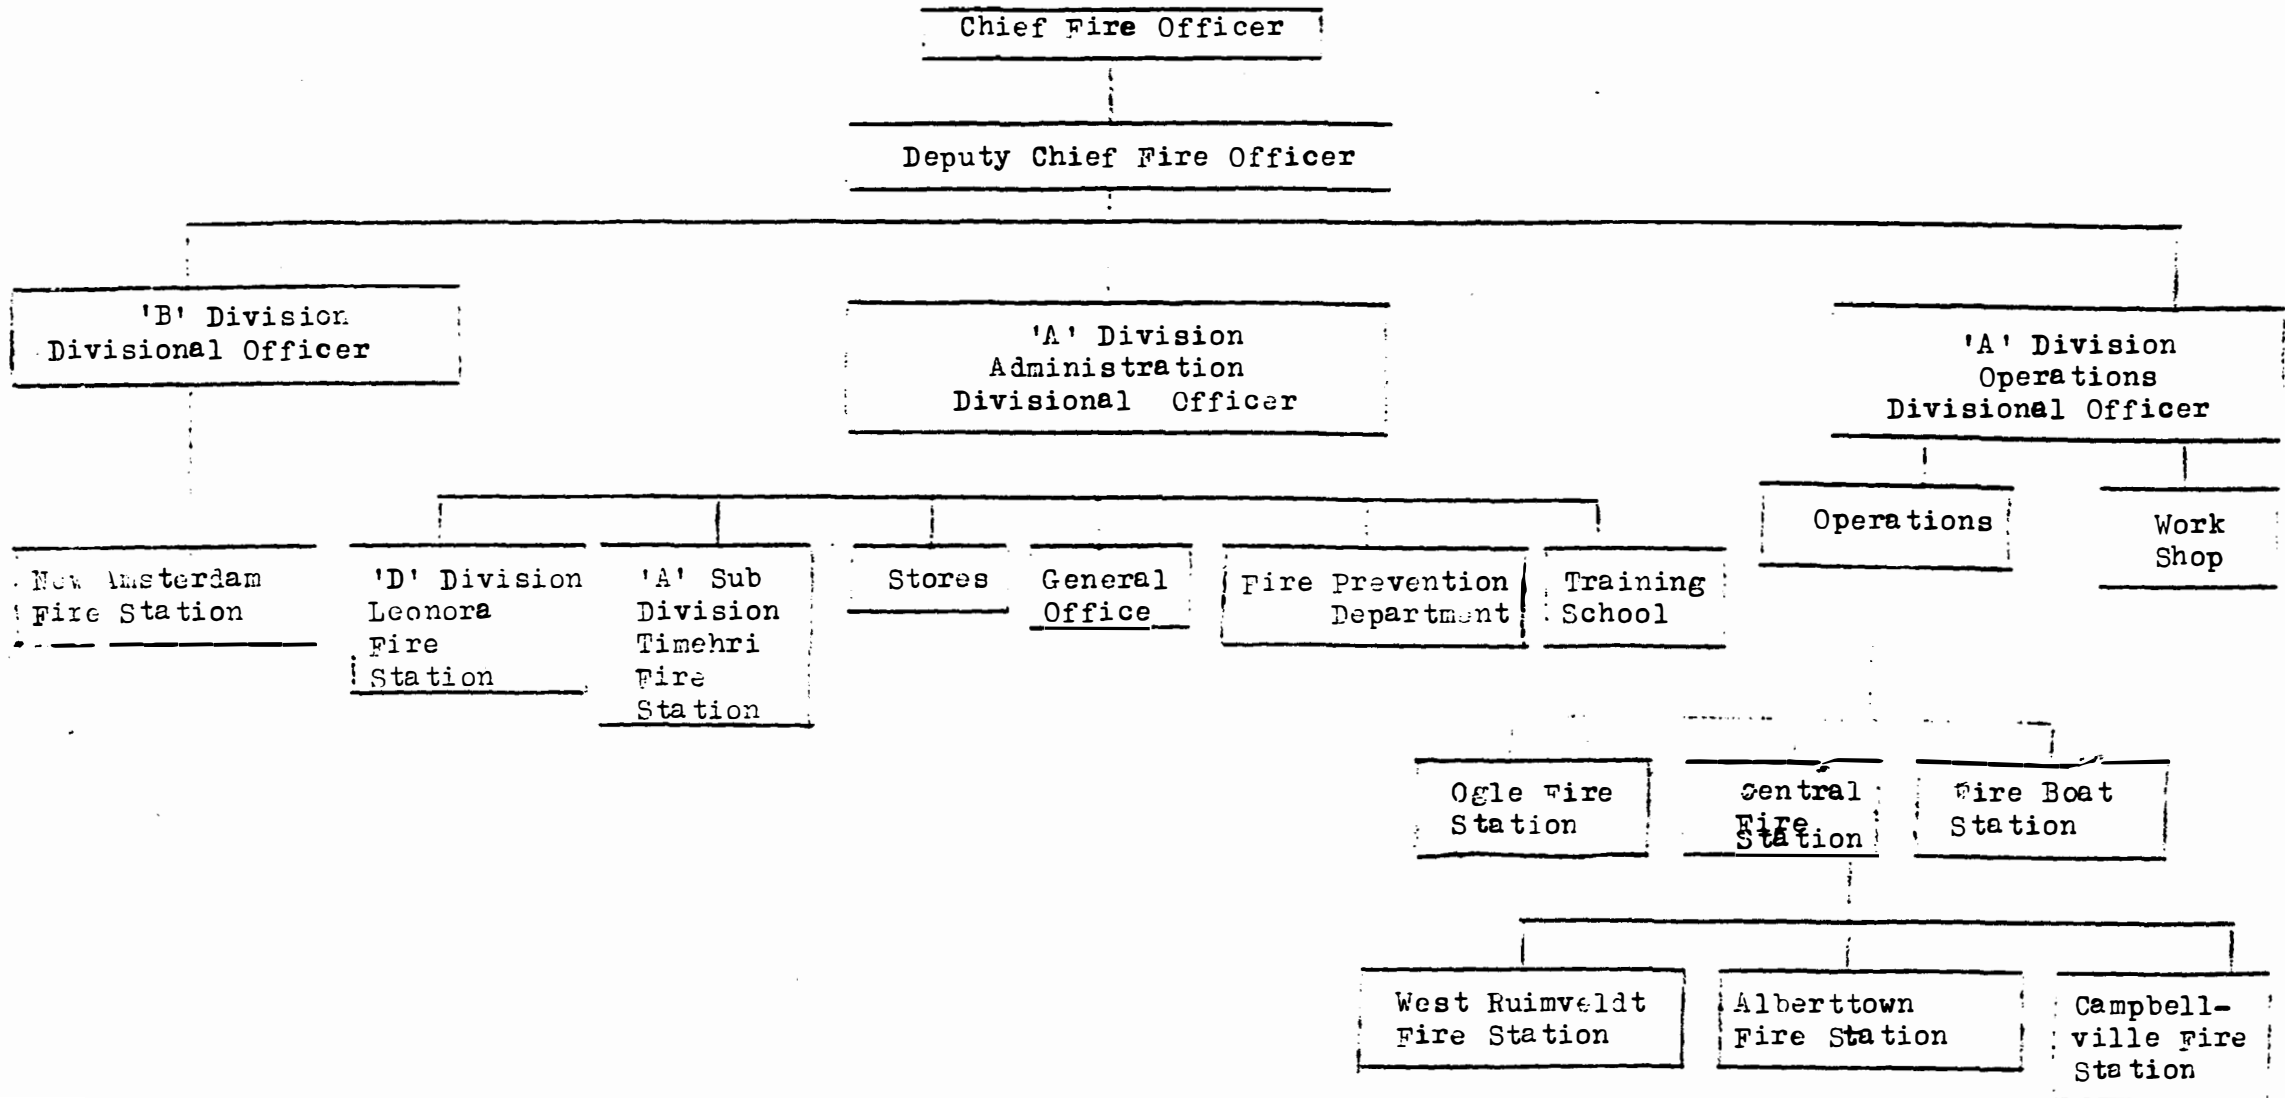 Chief Fire Officer
Deputy Chief Fire Officer
'B' Division
Divisional Officer
'A' Division
Administration
Divisional Officer
'A' Division
Operations
Divisional Officer
Operations
Work
Shop
New Amsterdam
Fire Station
'D' Division
Leonora
Fire
Station
'A' Sub
Division
Timehri
Fire
Station
Stores
General
Office
Fire Prevention
Department
Training
School
Ogle Fire
Station
Central
Fire
Station
Fire Boat
Station
West Ruimveldt
Fire Station
Alberttown
Fire Station
Campbell-
ville Fire
Station